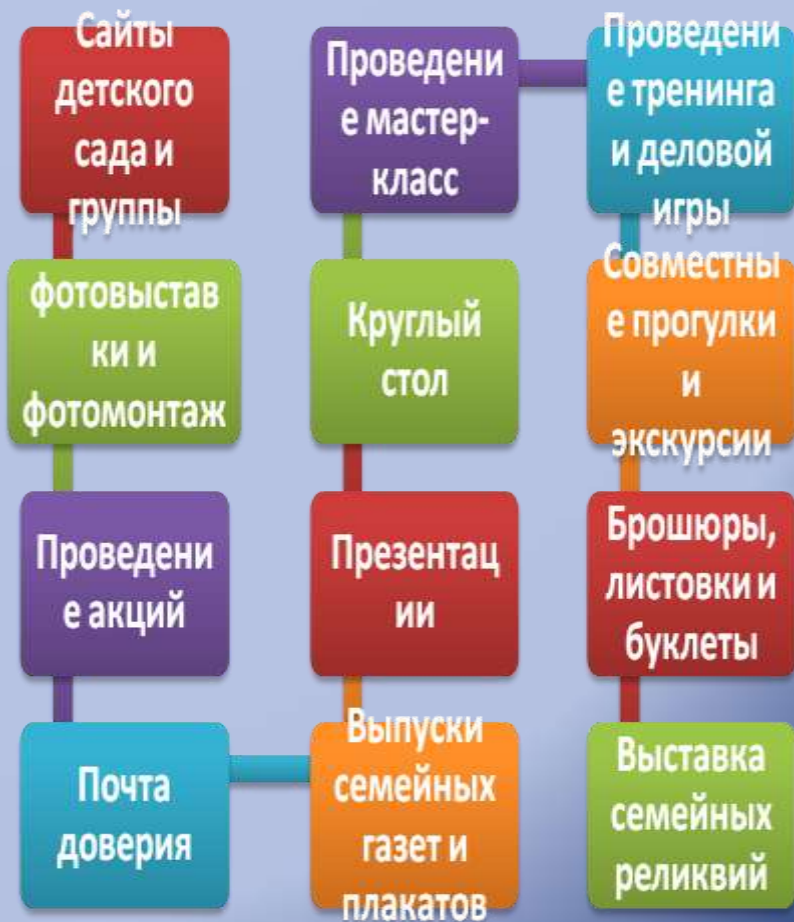 Сайты
детского
сада и
группы
фотовыстав
ки и
фотомонтаж
Проведени
е акций
Почта
доверия
Выпуски
семейных
газет и
плакатов
Презентац
ии
Круглый
стол
Проведени
е мастер-
класс
Проведени
е тренинга
и деловой
игры
Совместны
е прогулки
и
экскурсии
Брошюры,
листовки и
буклеты
Выставка
семейных
реликвий